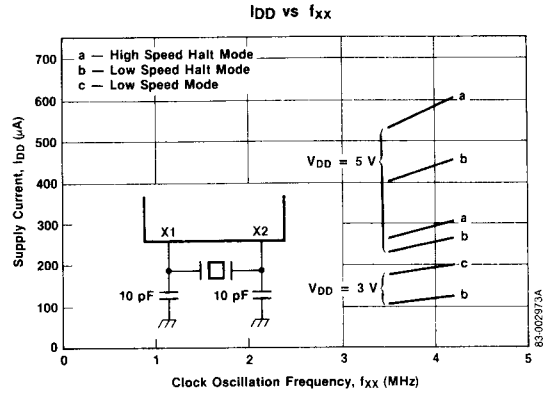 IDD vs fXX
a — High Speed Halt Mode
b — Low Speed Halt Mode
c — Low Speed Mode
Supply Current, IDD (μA)
700
600
500
400
300
200
100
0
VDD = 5 V
a
b
a
b
VDD = 3 V
c
b
X1 X2
10 pF 10 pF
0 1 2 3 4 5
Clock Oscillation Frequency, fXX (MHz)
83-002973A